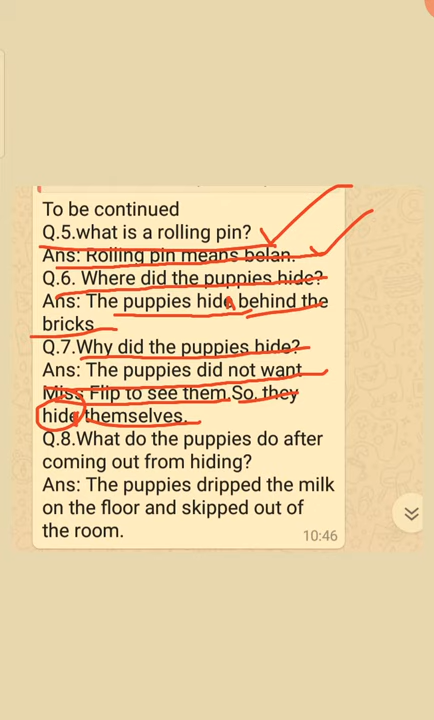 To be continued
Q.5.what is a rolling pin?
Ans: Rolling pin means belan.
Q.6. Where did the puppies hide?
Ans: The puppies hide behind the
bricks
Q.7.Why did the puppies hide?
Ans: The puppies did not want
Miss Flip to see them.So, they
hide themselves.
Q.8.What do the puppies do after
coming out from hiding?
Ans: The puppies dripped the milk
on the floor and skipped out of
the room.
10:46